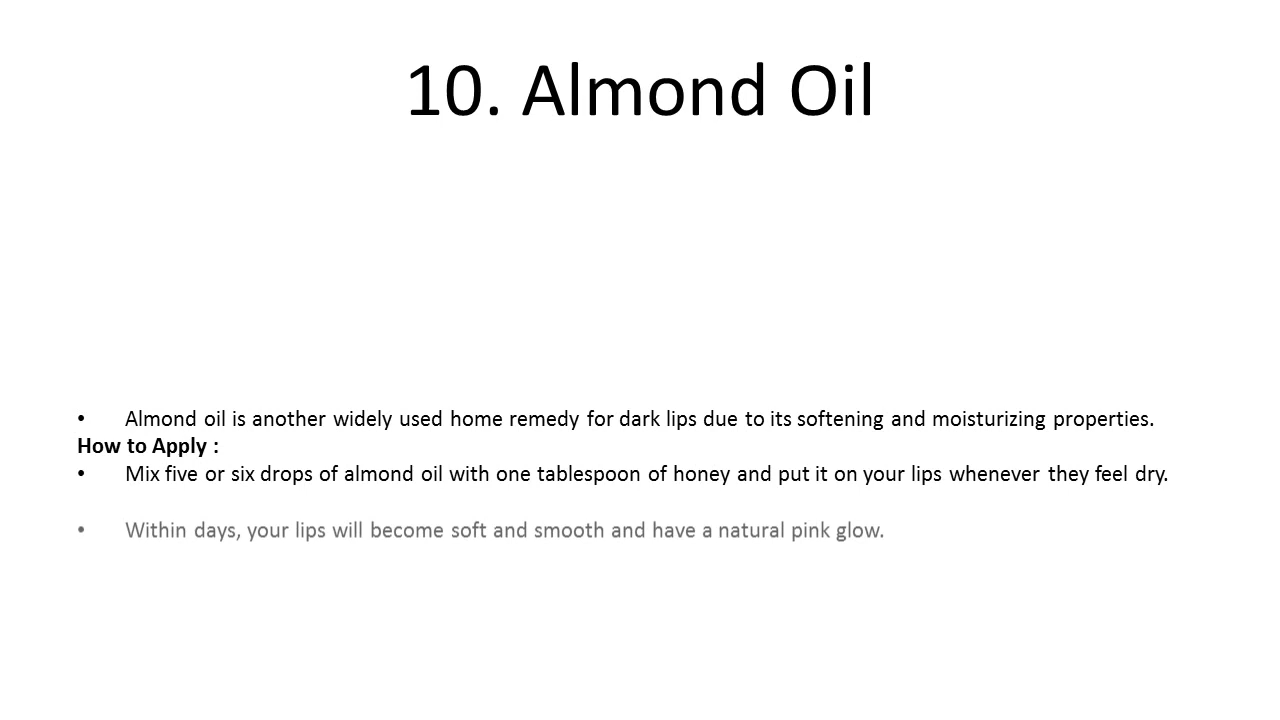 10. Almond Oil
• Almond oil is another widely used home remedy for dark lips due to its softening and moisturizing properties.
How to Apply :
• Mix five or six drops of almond oil with one tablespoon of honey and put it on your lips whenever they feel dry.
• Within days, your lips will become soft and smooth and have a natural pink glow.